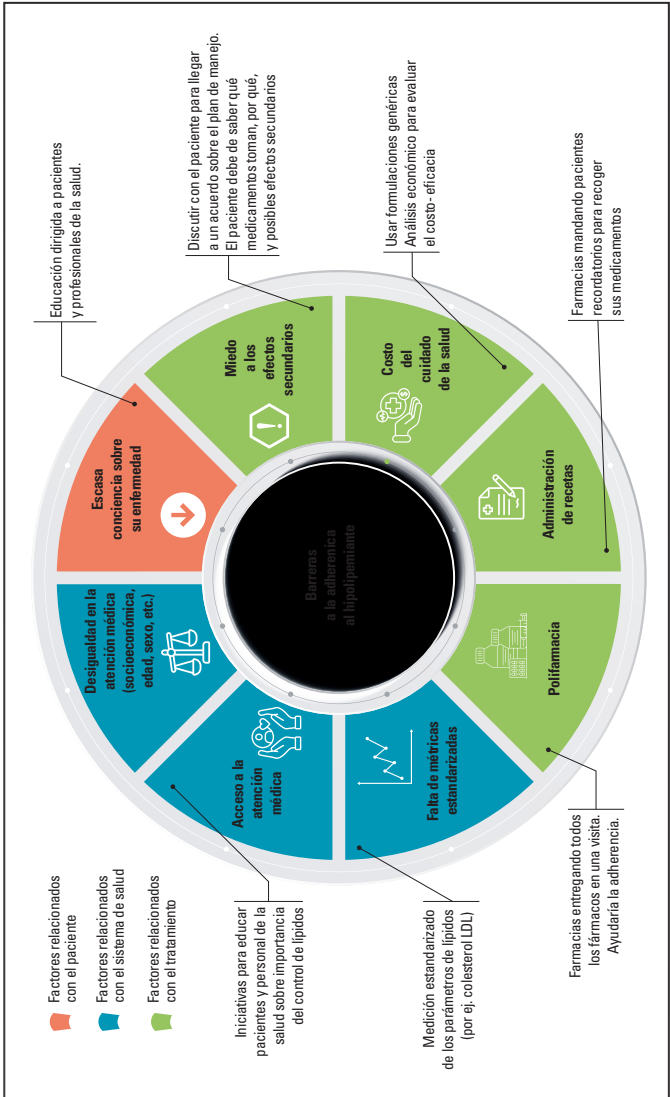 Factores relacionados
con el paciente
Factores relacionados
con el sistema de salud
Factores relacionados
con el tratamiento
Barreras
a la adherenica
al hipolipemiante
Escasa
conciencia sobre
su enfermedad
Educación dirigida a pacientes
y profesionales de la salud.
Miedo
a los
efectos
secundarios
Discutir con el paciente para llegar
a un acuerdo sobre el plan de manejo.
El paciente debe de saber qué
medicamentos toman, por qué,
y posibles efectos secundarios
Costo
del
cuidado
de la salud
Usar formulaciones genéricas
Análisis económico para evaluar
el costo- eficacia
Administración
de recetas
Farmacias mandando pacientes
recordatorios para recoger
sus medicamentos
Polifarmacia
Farmacias entregando todos
los fármacos en una visita.
Ayudaría la adherencia.
Falta de métricas
estandarizadas
Medición estandarizado
de los parámetros de lípidos
(por ej. colesterol LDL)
Acceso a la
atención
médica
Iniciativas para educar
pacientes y personal de la
salud sobre importancia
del control de lípidos
Desigualdad en la
atención médica
(socioeconómica,
edad, sexo, etc.)